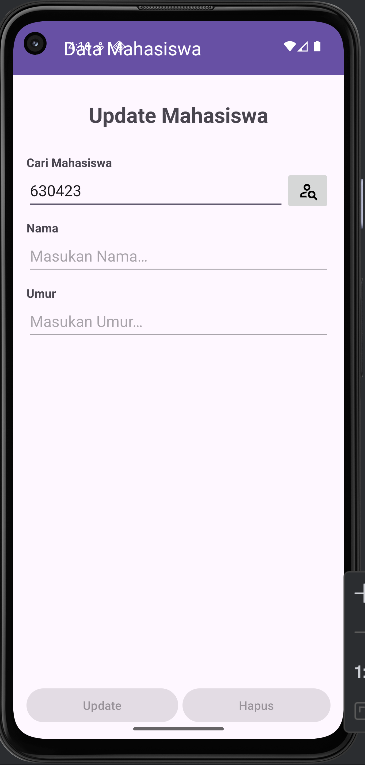 Data Mahasiswa
Update Mahasiswa
Cari Mahasiswa
630423
Nama
Masukan Nama...
Umur
Masukan Umur...
Update
Hapus